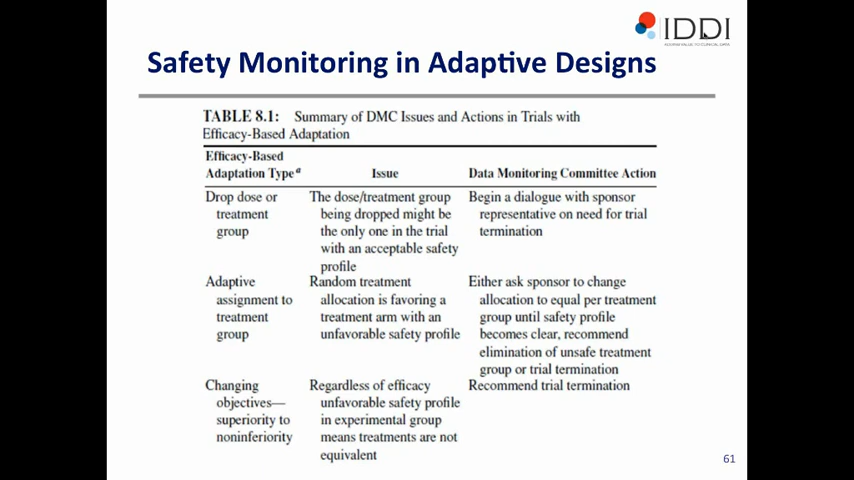 IDDI
Safety Monitoring in Adaptive Designs
TABLE 8.1: Summary of DMC Issues and Actions in Trials with
Efficacy-Based Adaptation
Efficacy-Based
Adaptation Typeᵃ Issue Data Monitoring Committee Action
Drop dose or The dose/treatment group Begin a dialogue with sponsor
treatment being dropped might be representative on need for trial
group the only one in the trial termination
with an acceptable safety
profile
Adaptive Random treatment Either ask sponsor to change
assignment to allocation is favoring a allocation to equal per treatment
treatment treatment arm with an group until safety profile
group unfavorable safety profile becomes clear, recommend
elimination of unsafe treatment
group or trial termination
Changing Regardless of efficacy Recommend trial termination
objectives— unfavorable safety profile
superiority to in experimental group
noninferiority means treatments are not
equivalent
61